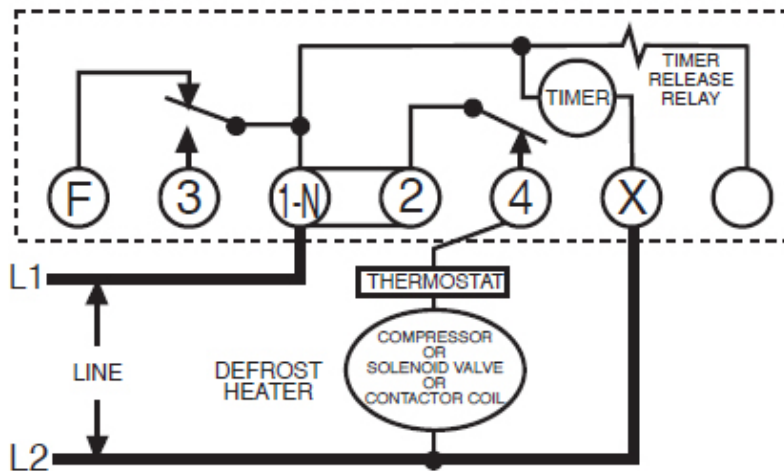 TIMER
TIMER
RELEASE
RELAY
F
3
1-N
2
4
X
L1
THERMOSTAT
LINE
DEFROST
HEATER
COMPRESSOR
OR
SOLENOID VALVE
OR
CONTACTOR COIL
L2